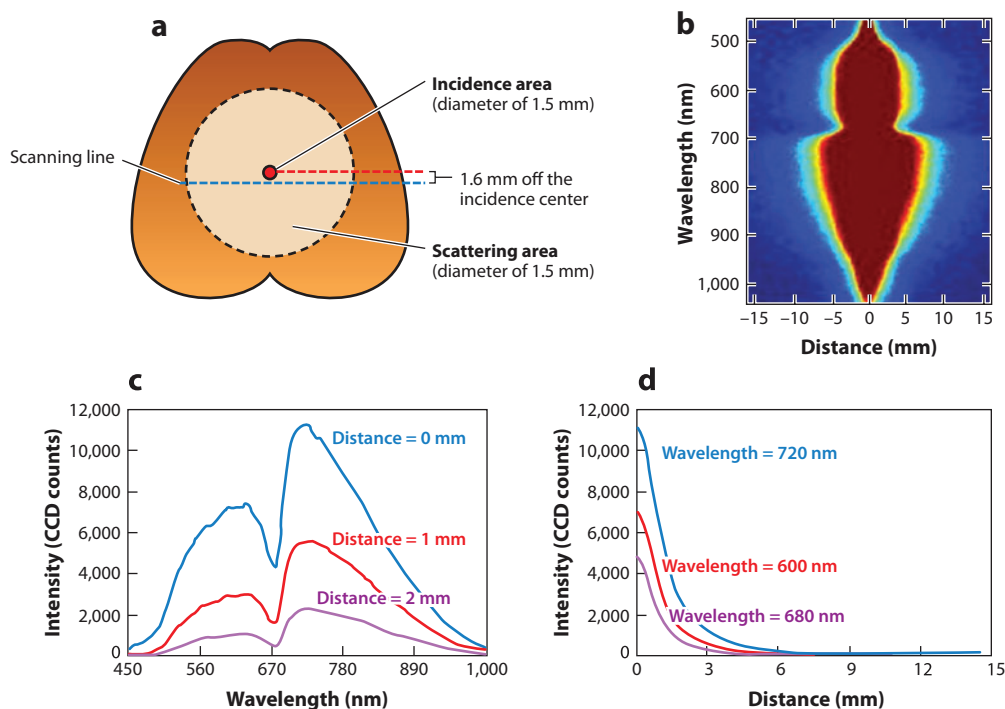 a
Incidence area
(diameter of 1.5 mm)
Scanning line
1.6 mm off the
incidence center
Scattering area
(diameter of 1.5 mm)
b
Wavelength (nm)
500
600
700
800
900
1,000
–15 –10 –5 0 5 10 15
Distance (mm)
c
Intensity (CCD counts)
12,000
10,000
8,000
6,000
4,000
2,000
0
Distance = 0 mm
Distance = 1 mm
Distance = 2 mm
450 560 670 780 890 1,000
Wavelength (nm)
d
Intensity (CCD counts)
12,000
10,000
8,000
6,000
4,000
2,000
0
Wavelength = 720 nm
Wavelength = 600 nm
Wavelength = 680 nm
0 3 6 9 12 15
Distance (mm)